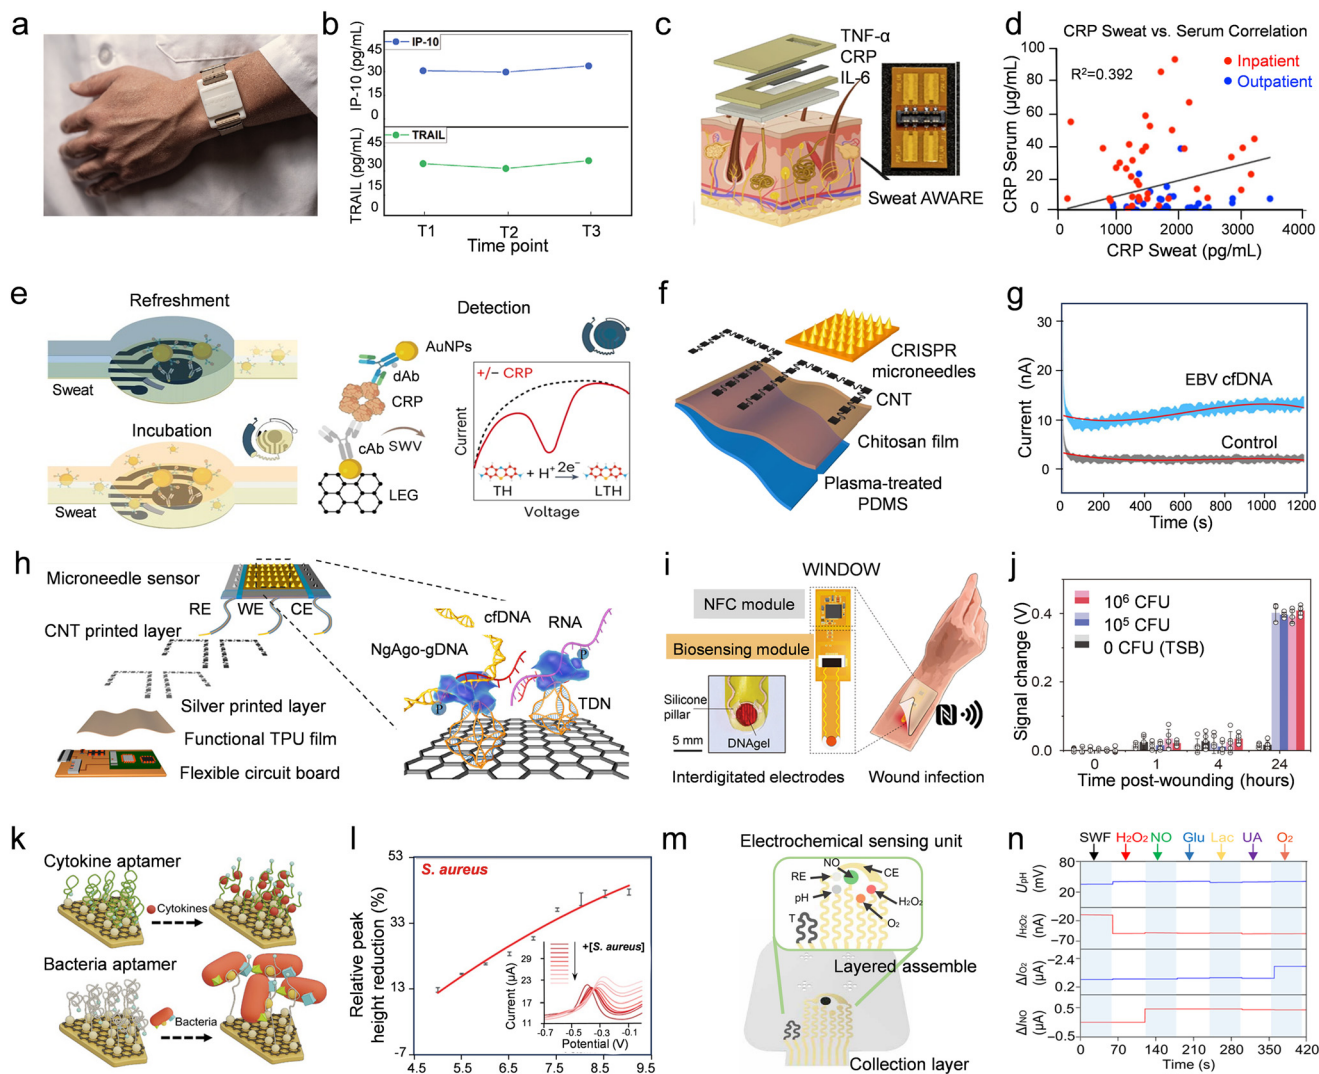 a
b
IP-10 (pg/mL)
45
30
15
0
IP-10
TRAIL (pg/mL)
45
30
15
0
TRAIL
T1
T2
T3
Time point
c
TNF-α
CRP
IL-6
Sweat AWARE
d
CRP Sweat vs. Serum Correlation
CRP Serum (μg/mL)
100
80
60
40
20
0
R²=0.392
Inpatient
Outpatient
0
1000
2000
3000
4000
CRP Sweat (pg/mL)
e
Refreshment
Sweat
Incubation
Sweat
Detection
AuNPs
dAb
CRP
cAb
SWV
LEG
+/− CRP
Current
TH
+ H⁺
2e⁻
LTH
Voltage
f
CRISPR
microneedles
CNT
Chitosan film
Plasma-treated
PDMS
g
Current (nA)
30
20
10
0
EBV cfDNA
Control
0 200 400 600 800 1000 1200
Time (s)
h
Microneedle sensor
RE
WE
CE
CNT printed layer
Silver printed layer
Functional TPU film
Flexible circuit board
cfDNA
RNA
NgAgo-gDNA
P
P
TDN
i
WINDOW
NFC module
Biosensing module
Silicone
pillar
DNAgel
5 mm
Interdigitated electrodes
Wound infection
j
Signal change (V)
0.4
0.2
0.0
10⁶ CFU
10⁵ CFU
0 CFU (TSB)
0
1
4
24
Time post-wounding (hours)
k
Cytokine aptamer
Cytokines
Bacteria aptamer
Bacteria
l
Relative peak
height reduction (%)
53
33
13
-7
S. aureus
Current (μA)
29
26
23
20
17
14
11
+[S. aureus]
-0.7
-0.5
-0.3
-0.1
Potential (V)
4.5
5.5
6.5
7.5
8.5
9.5
m
Electrochemical sensing unit
NO
RE
CE
pH
H₂O₂
O₂
T
Layered assemble
Collection layer
n
SWF
H₂O₂
NO
Glu
Lac
UA
O₂
UpH
(mV)
80
20
IH₂O₂
(nA)
−20
−70
ΔIO₂
(μA)
−2.4
0.2
ΔINO
(μA)
0.5
−0.5
0
70
140
210
280
350
420
Time (s)